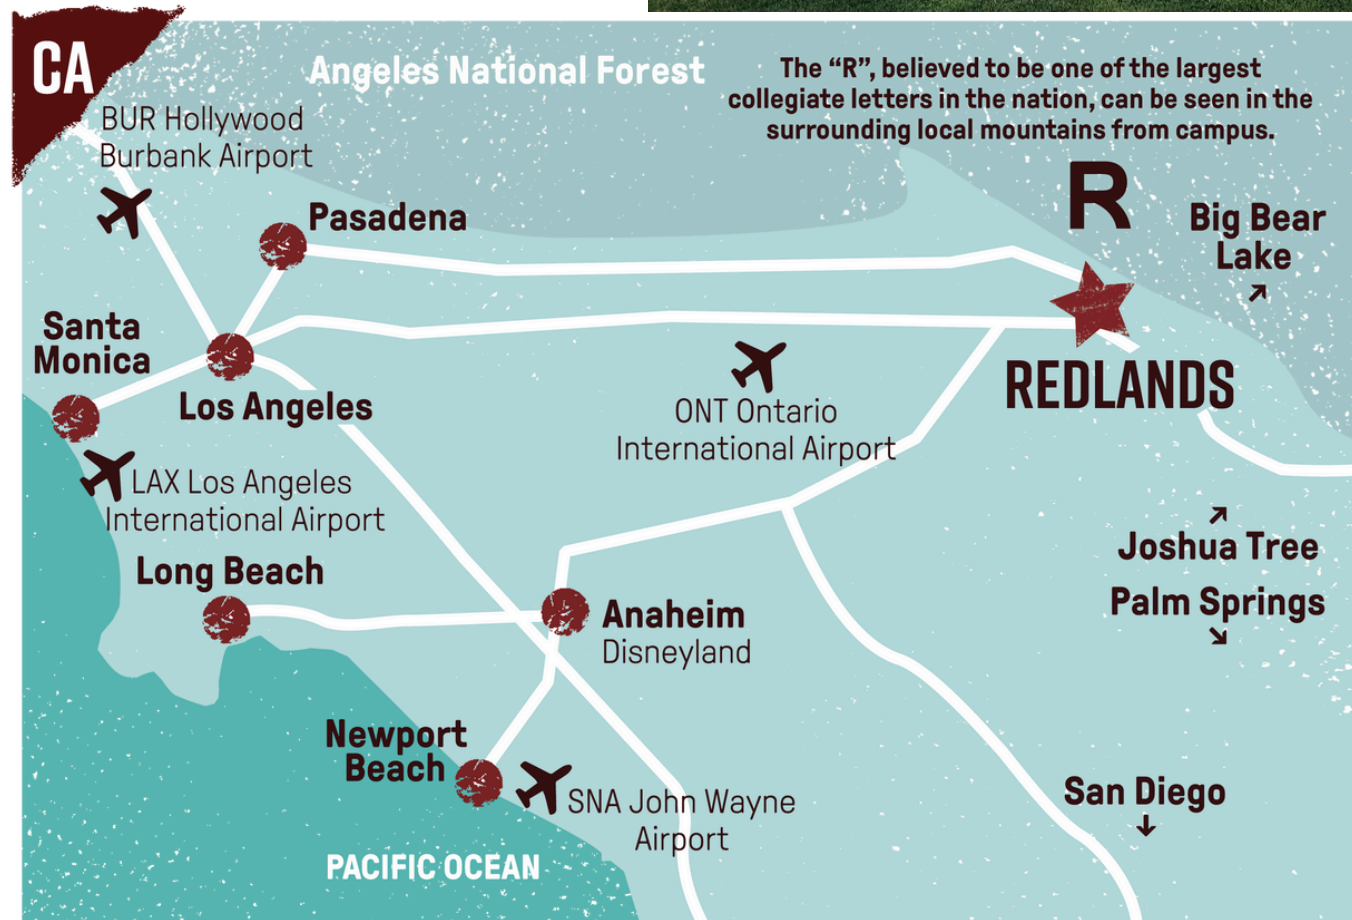 CA
Angeles National Forest
The “R”, believed to be one of the largest
collegiate letters in the nation, can be seen in the
surrounding local mountains from campus.
BUR Hollywood
Burbank Airport
R
Pasadena
Big Bear
Lake
Santa
Monica
Los Angeles
REDLANDS
ONT Ontario
International Airport
LAX Los Angeles
International Airport
Joshua Tree
Long Beach
Palm Springs
Anaheim
Disneyland
Newport
Beach
San Diego
SNA John Wayne
Airport
PACIFIC OCEAN